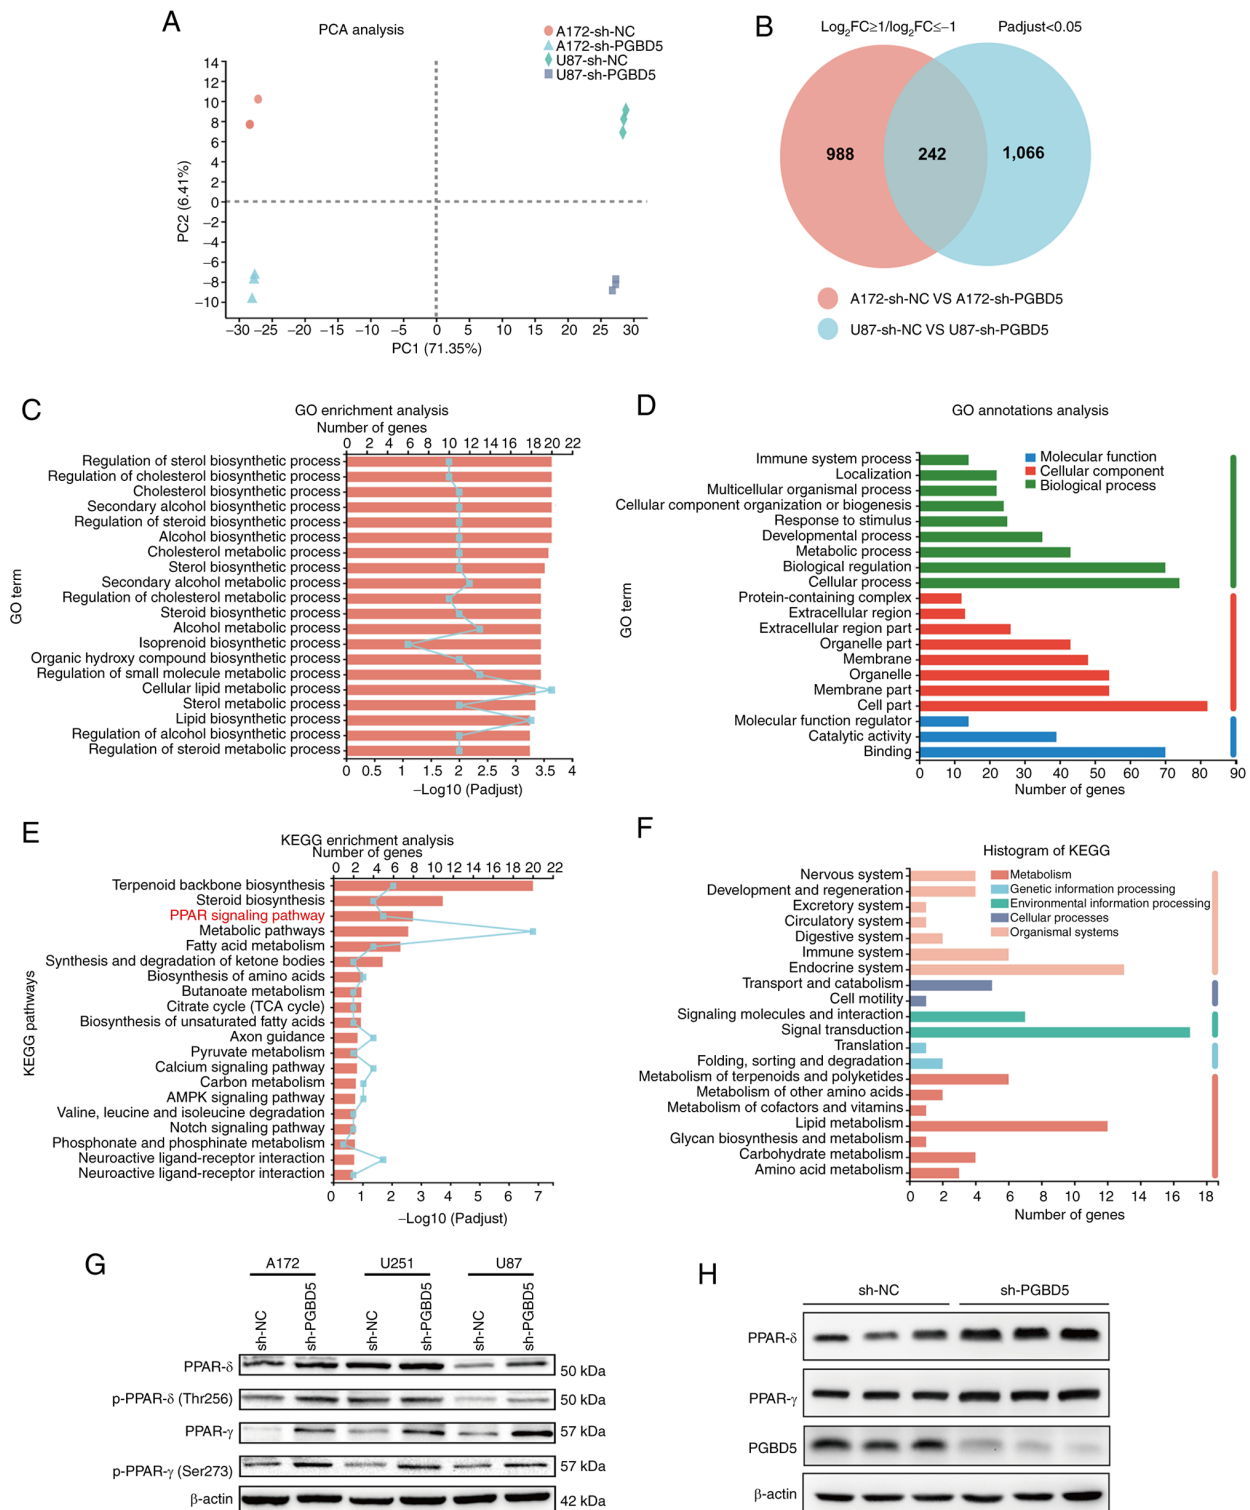 A
PCA analysis
A172-sh-NC
A172-sh-PGBD5
U87-sh-NC
U87-sh-PGBD5
PC2 (6.41%)
14
12
10
8
6
4
2
0
−2
−4
−6
−8
−10
−30 −25 −20 −15 −10 −5 0 5 10 15 20 25 30
PC1 (71.35%)
B
Log2FC≥1/log2FC≤−1
Padjust<0.05
988
242
1,066
A172-sh-NC VS A172-sh-PGBD5
U87-sh-NC VS U87-sh-PGBD5
C
GO enrichment analysis
Number of genes
0 2 4 6 8 10 12 14 16 18 20 22
GO term
Regulation of sterol biosynthetic process
Regulation of cholesterol biosynthetic process
Cholesterol biosynthetic process
Secondary alcohol biosynthetic process
Regulation of steroid biosynthetic process
Alcohol biosynthetic process
Cholesterol metabolic process
Sterol biosynthetic process
Secondary alcohol metabolic process
Regulation of cholesterol metabolic process
Steroid biosynthetic process
Alcohol metabolic process
Isoprenoid biosynthetic process
Organic hydroxy compound biosynthetic process
Regulation of small molecule metabolic process
Cellular lipid metabolic process
Sterol metabolic process
Lipid biosynthetic process
Regulation of alcohol biosynthetic process
Regulation of steroid metabolic process
0 0.5 1 1.5 2 2.5 3 3.5 4
−Log10 (Padjust)
D
GO annotations analysis
Molecular function
Cellular component
Biological process
GO term
Immune system process
Localization
Multicellular organismal process
Cellular component organization or biogenesis
Response to stimulus
Developmental process
Metabolic process
Biological regulation
Cellular process
Protein-containing complex
Extracellular region
Extracellular region part
Organelle part
Membrane
Organelle
Membrane part
Cell part
Molecular function regulator
Catalytic activity
Binding
0 10 20 30 40 50 60 70 80 90
Number of genes
E
KEGG enrichment analysis
Number of genes
0 2 4 6 8 10 12 14 16 18 20 22
KEGG pathways
Terpenoid backbone biosynthesis
Steroid biosynthesis
PPAR signaling pathway
Metabolic pathways
Fatty acid metabolism
Synthesis and degradation of ketone bodies
Biosynthesis of amino acids
Butanoate metabolism
Citrate cycle (TCA cycle)
Biosynthesis of unsaturated fatty acids
Axon guidance
Pyruvate metabolism
Calcium signaling pathway
Carbon metabolism
AMPK signaling pathway
Valine, leucine and isoleucine degradation
Notch signaling pathway
Phosphonate and phosphinate metabolism
Neuroactive ligand-receptor interaction
Neuroactive ligand-receptor interaction
0 1 2 3 4 5 6 7
−Log10 (Padjust)
F
Histogram of KEGG
Metabolism
Genetic information processing
Environmental information processing
Cellular processes
Organismal systems
Nervous system
Development and regeneration
Excretory system
Circulatory system
Digestive system
Immune system
Endocrine system
Transport and catabolism
Cell motility
Signaling molecules and interaction
Signal transduction
Translation
Folding, sorting and degradation
Metabolism of terpenoids and polyketides
Metabolism of other amino acids
Metabolism of cofactors and vitamins
Lipid metabolism
Glycan biosynthesis and metabolism
Carbohydrate metabolism
Amino acid metabolism
0 2 4 6 8 10 12 14 16 18
Number of genes
G
A172 U251 U87
sh-NC sh-PGBD5 sh-NC sh-PGBD5 sh-NC sh-PGBD5
PPAR-δ 50 kDa
p-PPAR-δ (Thr256) 50 kDa
PPAR-γ 57 kDa
p-PPAR-γ (Ser273) 57 kDa
β-actin 42 kDa
H
sh-NC sh-PGBD5
PPAR-δ
PPAR-γ
PGBD5
β-actin